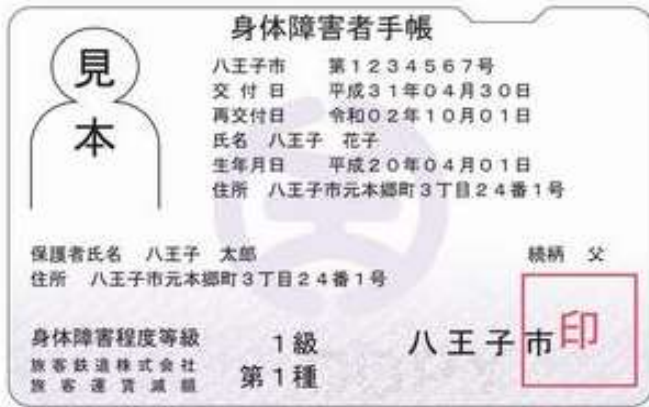 身体障害者手帳
見本
八王子市 第1234567号
交付日 平成31年04月30日
再交付日 令和02年10月01日
氏名 八王子 花子
生年月日 平成20年04月01日
住所 八王子市元本郷町3丁目24番1号
保護者氏名 八王子 太郎 続柄 父
住所 八王子市元本郷町3丁目24番1号
身体障害程度等級 1級
旅客鉄道株式会社
旅客運賃減額 第1種
八王子市 印